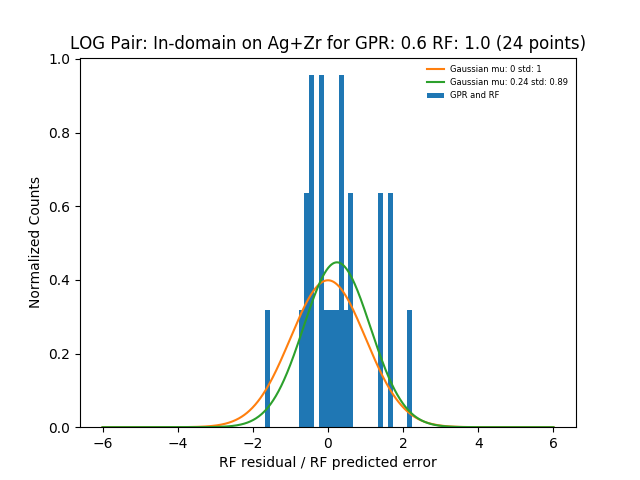 LOG Pair: In-domain on Ag+Zr for GPR: 0.6 RF: 1.0 (24 points)
Gaussian mu: 0 std: 1
Gaussian mu: 0.24 std: 0.89
GPR and RF
1.0
0.8
0.6
0.4
0.2
0.0
Normalized Counts
−6
−4
−2
0
2
4
6
RF residual / RF predicted error